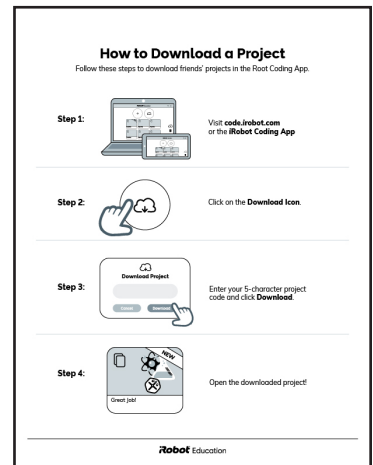 How to Download a Project
Follow these steps to download friends' projects in the Root Coding App.
Step 1:
Visit code.irobot.com
or the iRobot Coding App
Step 2:
Click on the Download Icon.
Step 3:
Download Project
Cancel
Download
Enter your 5-character project
code and click Download.
Step 4:
NEW
Great Job!
Open the downloaded project!
iRobot Education